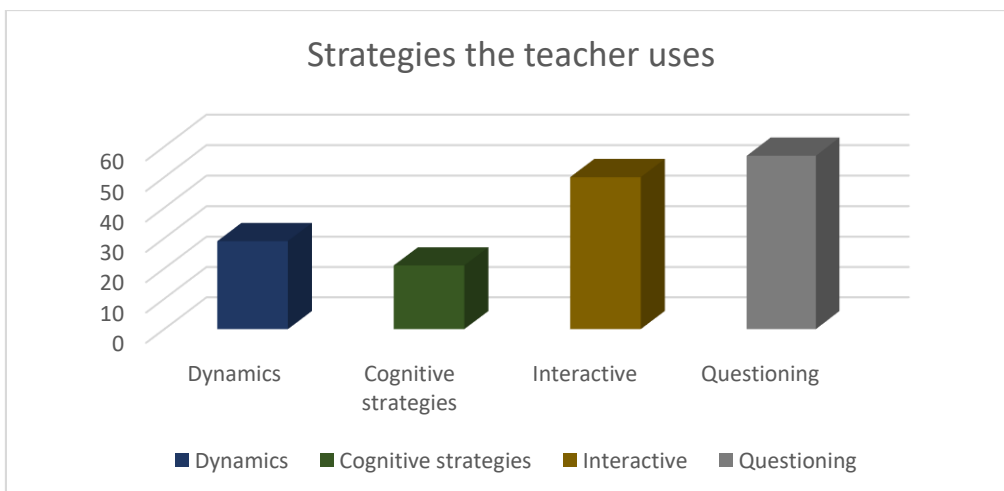 Strategies the teacher uses
60
50
40
30
20
10
0
Dynamics
Cognitive
strategies
Interactive
Questioning
Dynamics Cognitive strategies Interactive Questioning